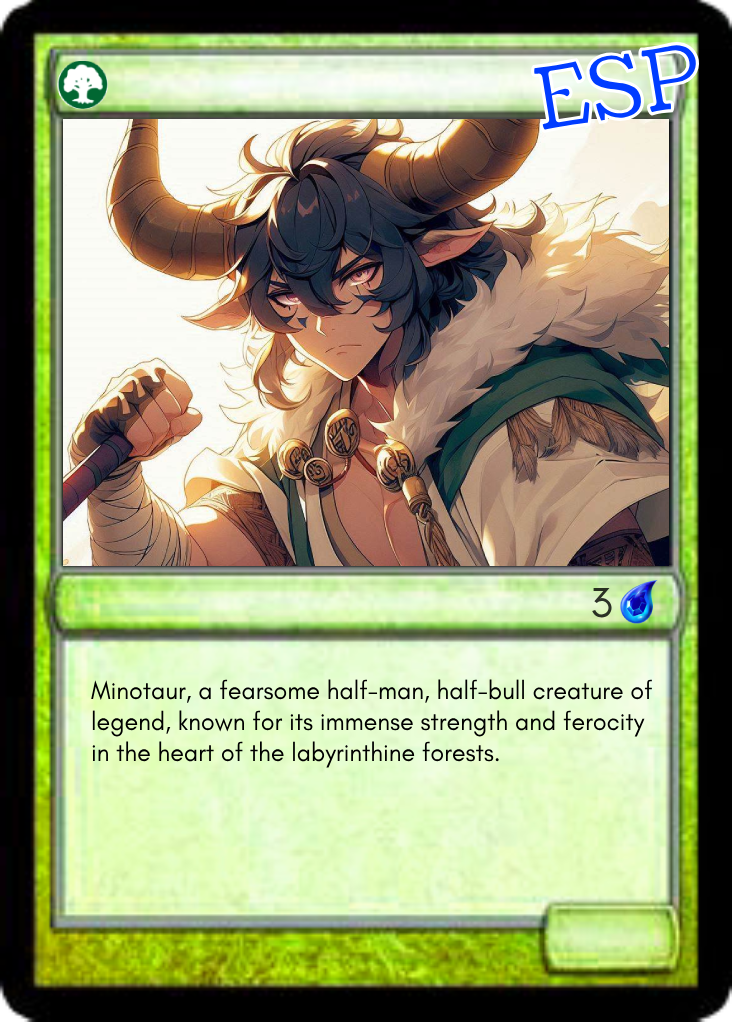 ESP
3
Minotaur, a fearsome half-man, half-bull creature of
legend, known for its immense strength and ferocity
in the heart of the labyrinthine forests.